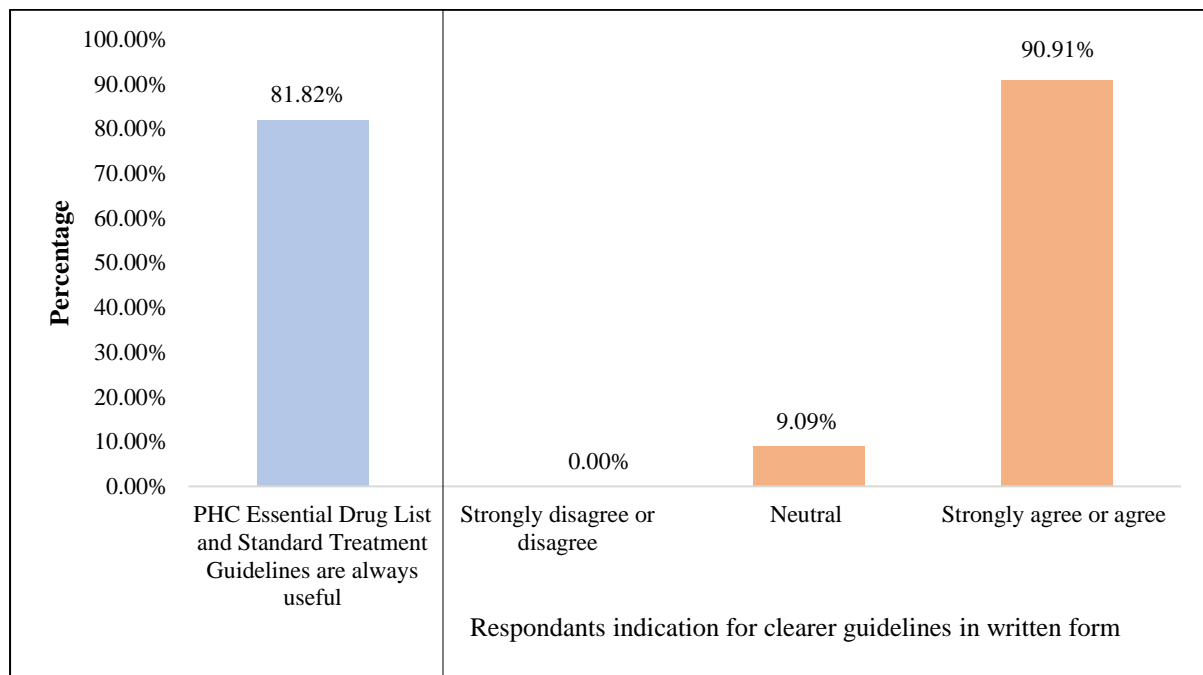 100.00%
90.00%
80.00%
70.00%
60.00%
50.00%
40.00%
30.00%
20.00%
10.00%
0.00%
Percentage
81.82%
0.00%
9.09%
90.91%
PHC Essential Drug List
and Standard Treatment
Guidelines are always
useful
Strongly disagree or
disagree
Neutral
Strongly agree or agree
Respondants indication for clearer guidelines in written form